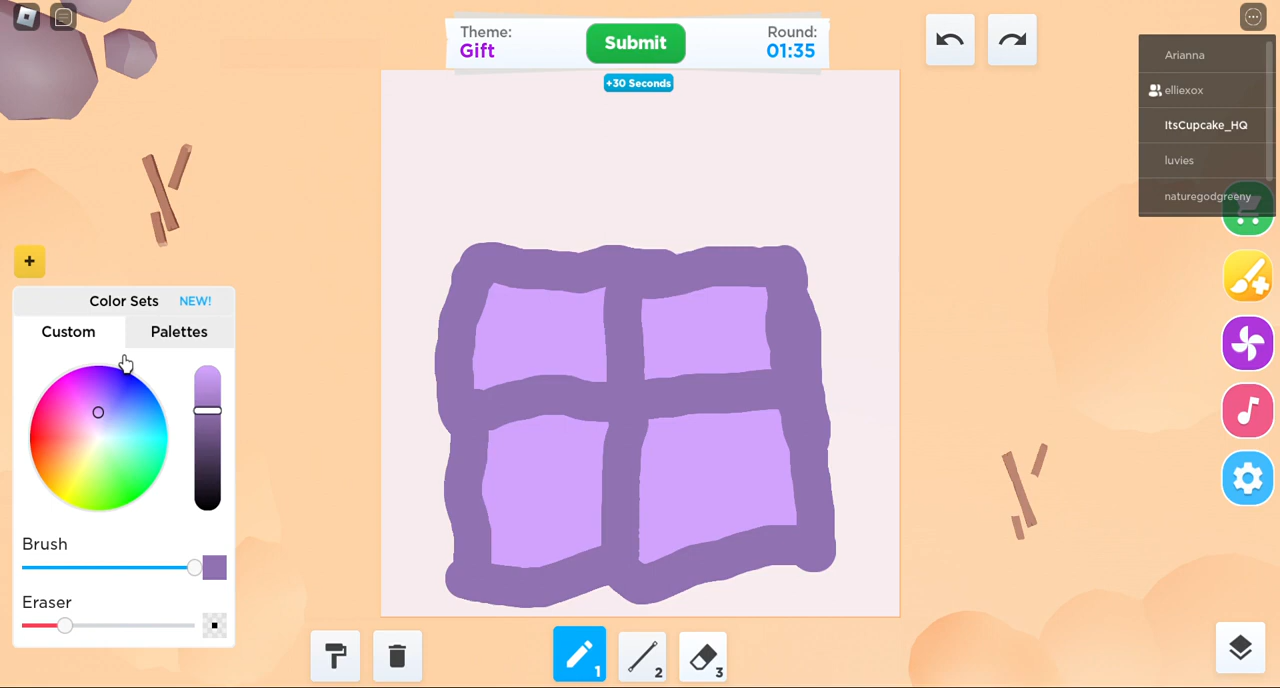 Theme:
Gift
Submit
Round:
01:35
+30 Seconds
Arianna
elliexox
ItsCupcake_HQ
luvies
naturegodgreeny
+
Color Sets NEW!
Custom Palettes
Brush
Eraser
1
2
3